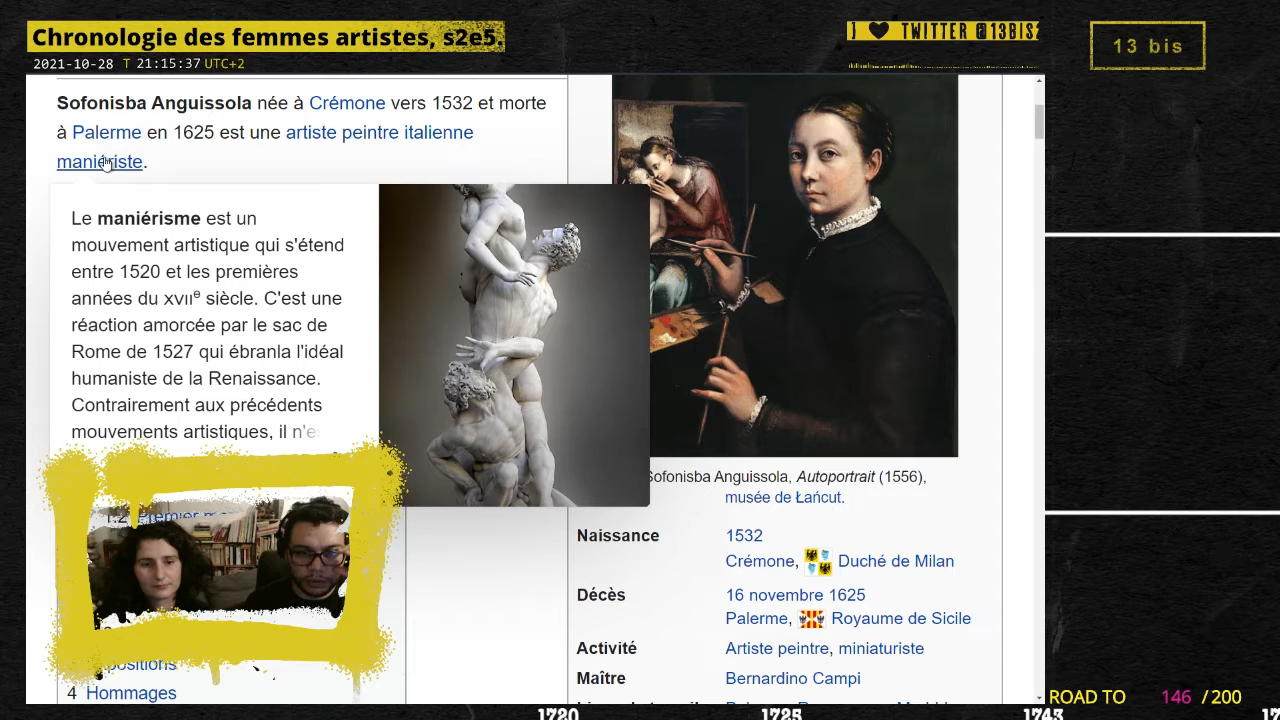 Chronologie des femmes artistes, s2e5
2021-10-28 T 21:15:37 UTC+2
TWITTER @13BIS
13 bis
Sofonisba Anguissola née à Crémone vers 1532 et morte
à Palerme en 1625 est une artiste peintre italienne
maniériste.
Le maniérisme est un
mouvement artistique qui s'étend
entre 1520 et les premières
années du XVIIe siècle. C'est une
réaction amorcée par le sac de
Rome de 1527 qui ébranla l'idéal
humaniste de la Renaissance.
Contrairement aux précédents
mouvements artistiques, il n'e
Sofonisba Anguissola, Autoportrait (1556),
musée de Łańcut.
Naissance 1532
Crémone, Duché de Milan
Décès 16 novembre 1625
Palerme, Royaume de Sicile
Activité Artiste peintre, miniaturiste
Maître Bernardino Campi
1.2 Premier
4 Hommages
ROAD TO 146 / 200
1720 1725 1743